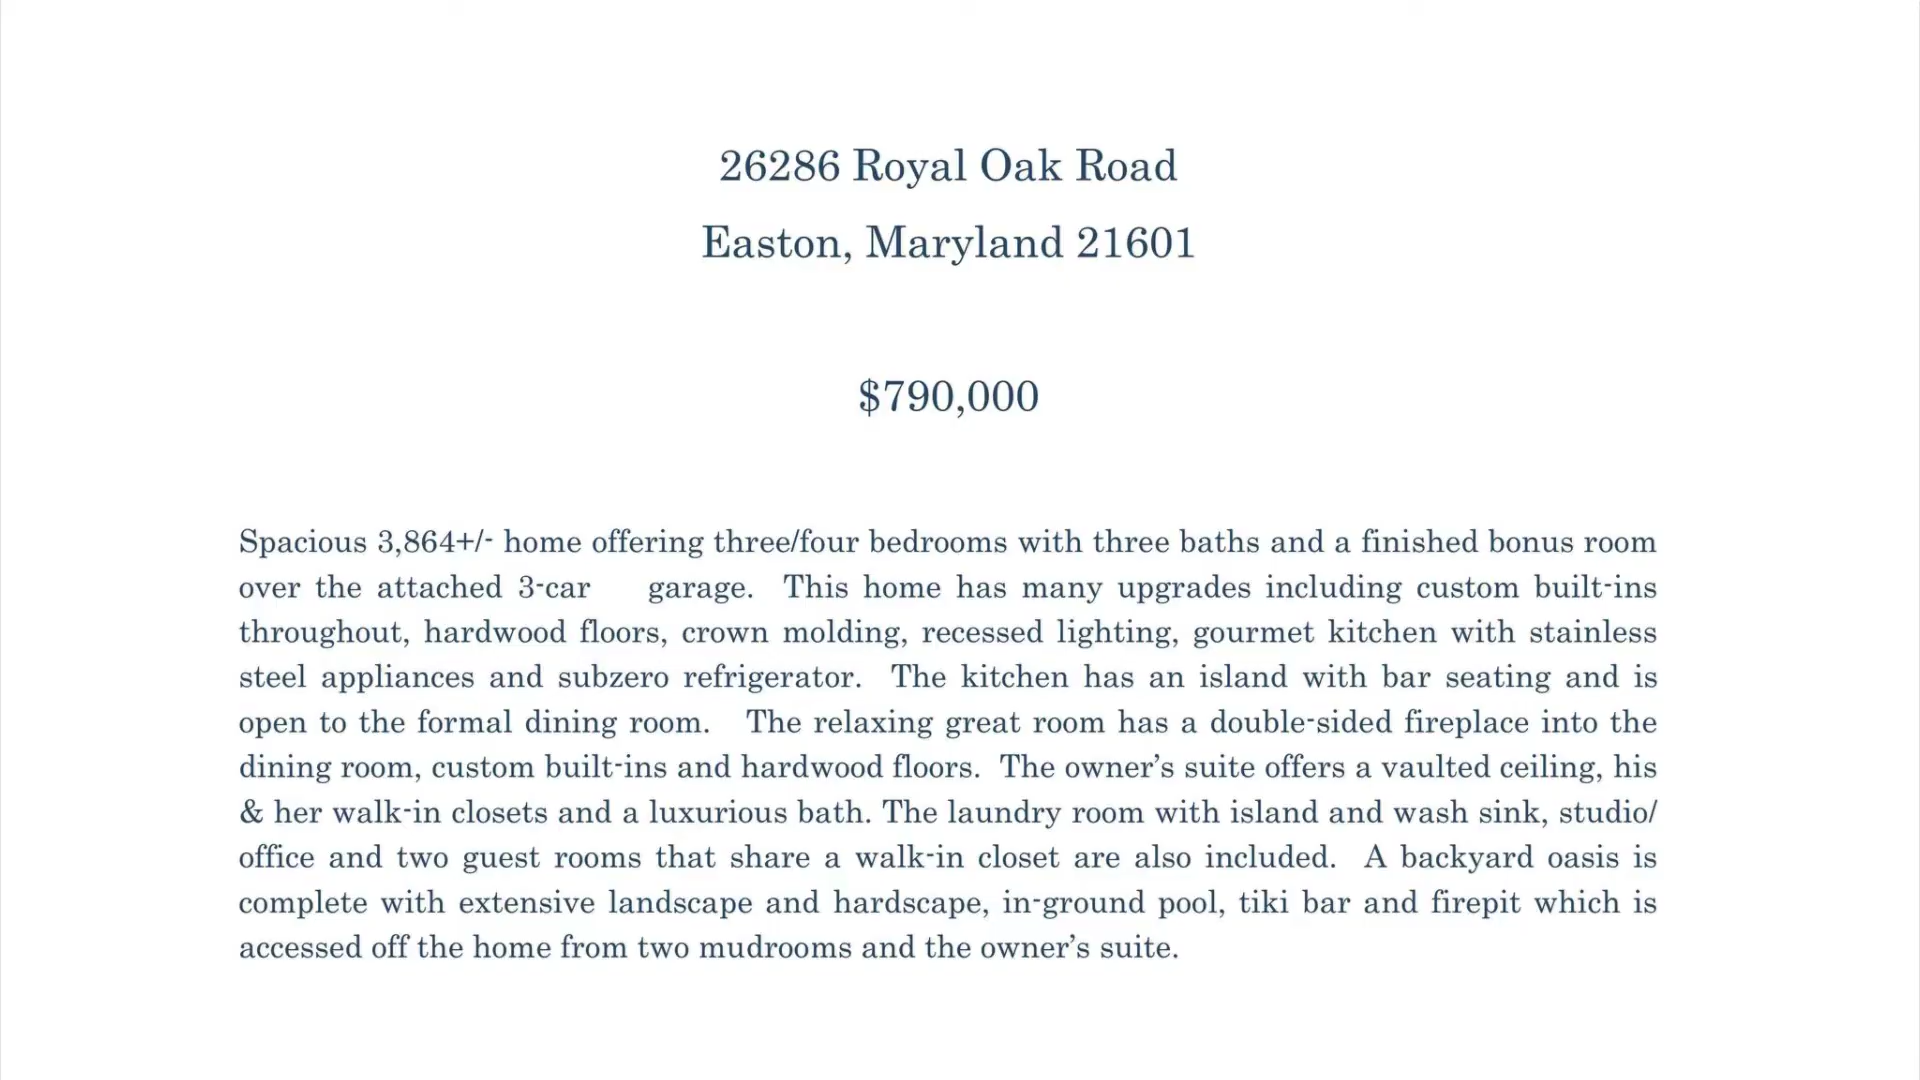 26286 Royal Oak Road
Easton, Maryland 21601
$790,000
Spacious 3,864+/- home offering three/four bedrooms with three baths and a finished bonus room
over the attached 3-car garage. This home has many upgrades including custom built-ins
throughout, hardwood floors, crown molding, recessed lighting, gourmet kitchen with stainless
steel appliances and subzero refrigerator. The kitchen has an island with bar seating and is
open to the formal dining room. The relaxing great room has a double-sided fireplace into the
dining room, custom built-ins and hardwood floors. The owner’s suite offers a vaulted ceiling, his
& her walk-in closets and a luxurious bath. The laundry room with island and wash sink, studio/
office and two guest rooms that share a walk-in closet are also included. A backyard oasis is
complete with extensive landscape and hardscape, in-ground pool, tiki bar and firepit which is
accessed off the home from two mudrooms and the owner’s suite.